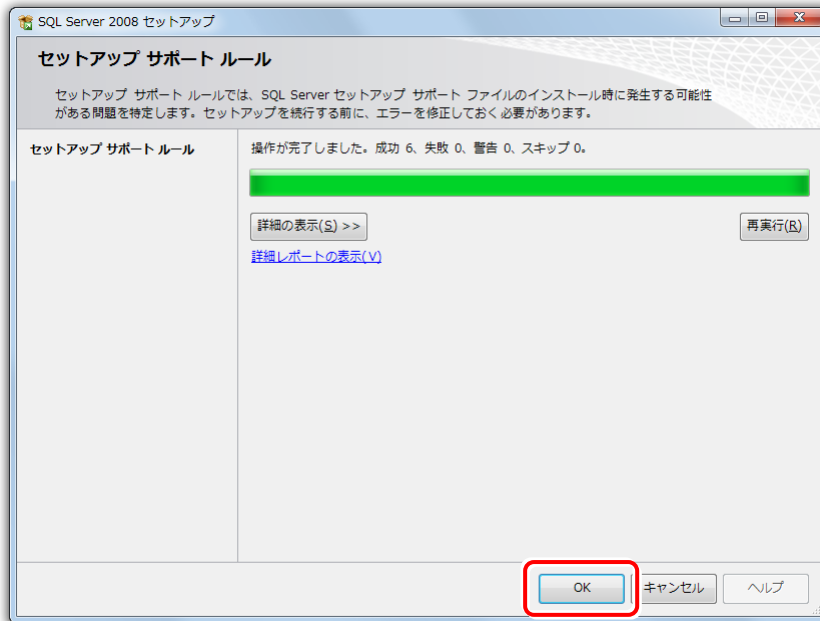 SQL Server 2008 セットアップ
セットアップ サポート ルール
セットアップ サポート ルールでは、SQL Server セットアップ サポート ファイルのインストール時に発生する可能性
がある問題を特定します。セットアップを続行する前に、エラーを修正しておく必要があります。
セットアップ サポート ルール
操作が完了しました。成功 6、失敗 0、警告 0、スキップ 0。
詳細の表示(S) >>
再実行(R)
詳細レポートの表示(V)
OK
キャンセル
ヘルプ